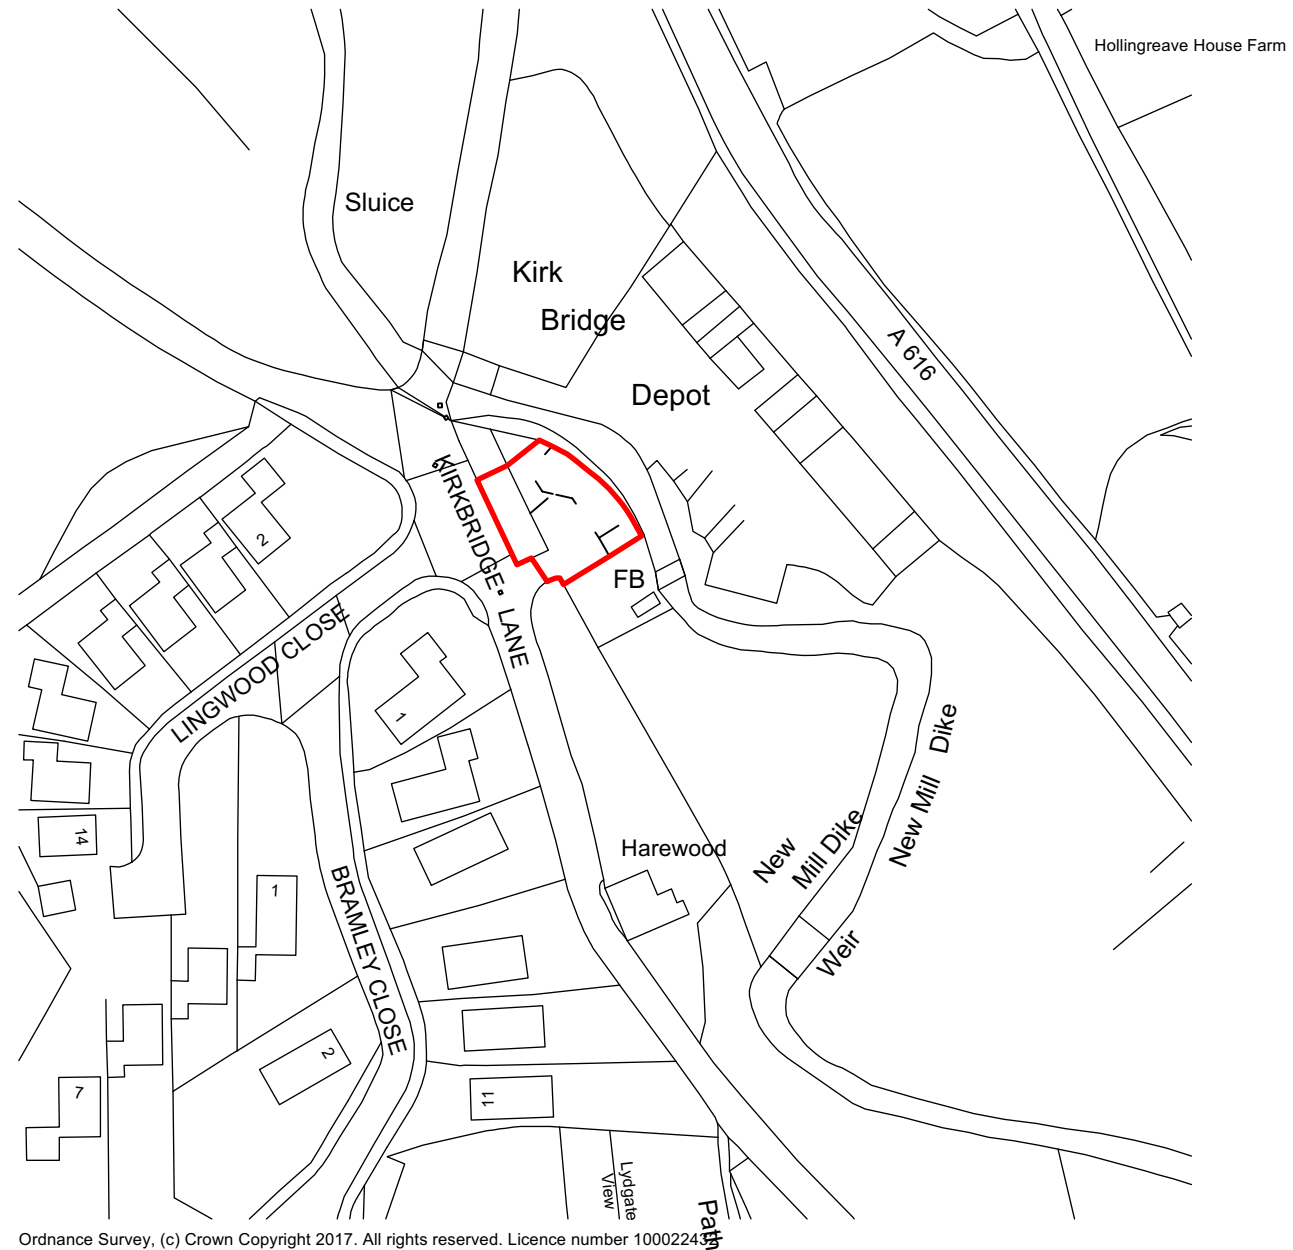 Hollingreave House Farm
Sluice
Kirk
Bridge
A 616
Depot
KIRKBRIDGE LANE
2
FB
LINGWOOD CLOSE
1
New Mill Dike
14
Harewood
New
Mill Dike
1
BRAMLEY CLOSE
Weir
2
7
11
Lydgate
View
Path
Ordnance Survey, (c) Crown Copyright 2017. All rights reserved. Licence number